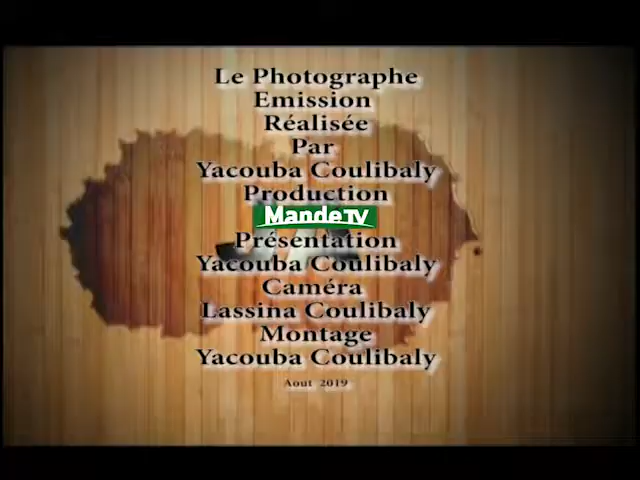 Le Photographe
Emission
Réalisée
Par
Yacouba Coulibaly
Production
MandeTV
Présentation
Yacouba Coulibaly
Caméra
Lassina Coulibaly
Montage
Yacouba Coulibaly
Aout 2019